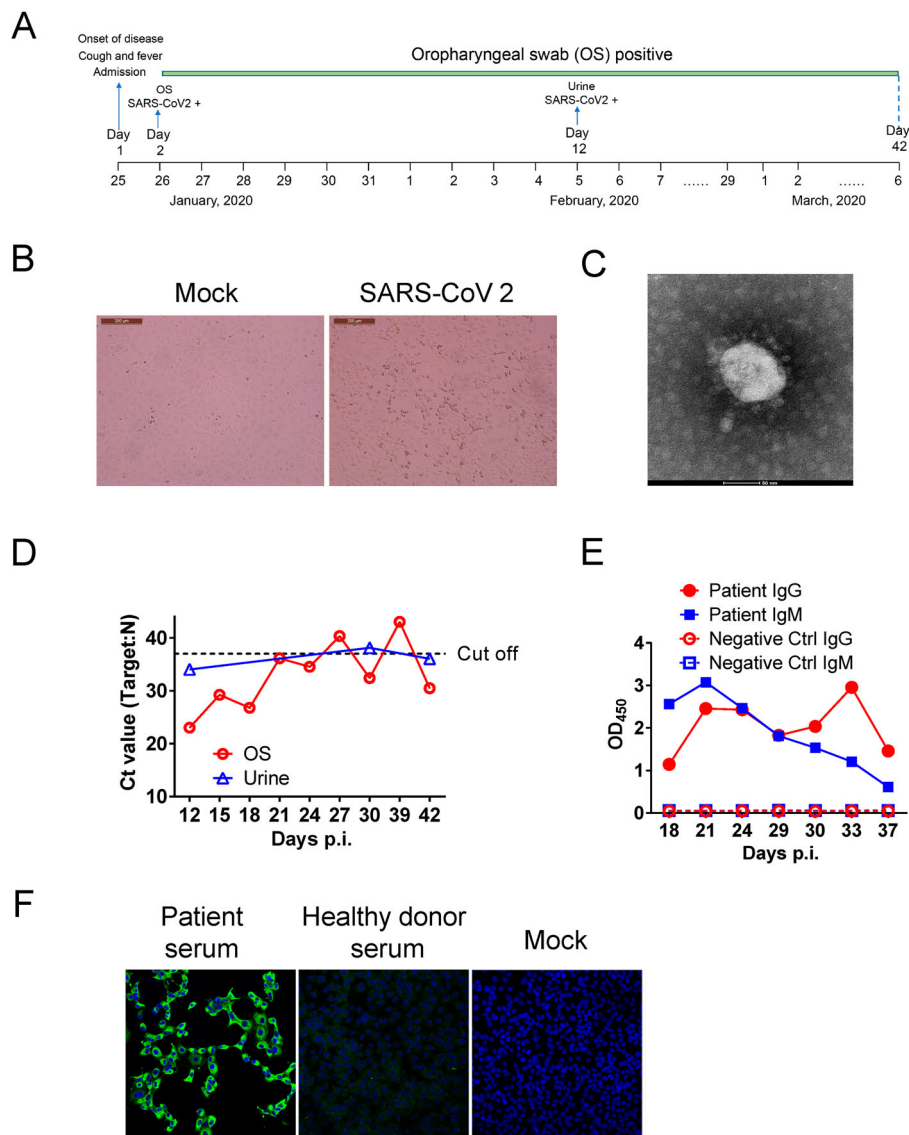 A
Onset of disease
Cough and fever
Admission
Oropharyngeal swab (OS) positive
OS
SARS-CoV2 +
Urine
SARS-CoV2 +
Day
1
Day
2
Day
12
Day
42
25 26 27 28 29 30 31 1 2 3 4 5 6 7 ...... 29 1 2 ...... 6
January, 2020 February, 2020 March, 2020
B
Mock SARS-CoV 2
C
50 nm
D
Ct value (Target:N)
40
30
20
10
Cut off
OS
Urine
12 15 18 21 24 27 30 39 42
Days p.i.
E
Patient IgG
Patient IgM
Negative Ctrl IgG
Negative Ctrl IgM
OD450
3
2
1
0
18 21 24 29 30 33 37
Days p.i.
F
Patient
serum
Healthy donor
serum
Mock